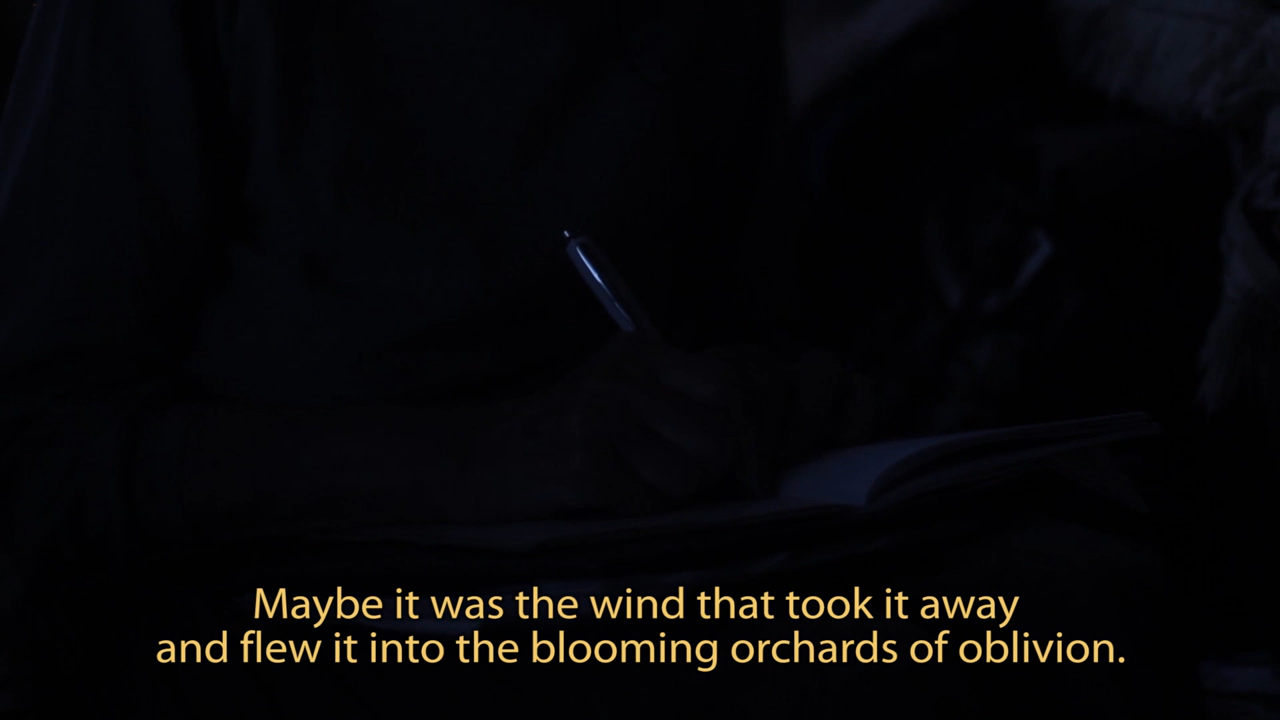 Maybe it was the wind that took it away
and flew it into the blooming orchards of oblivion.